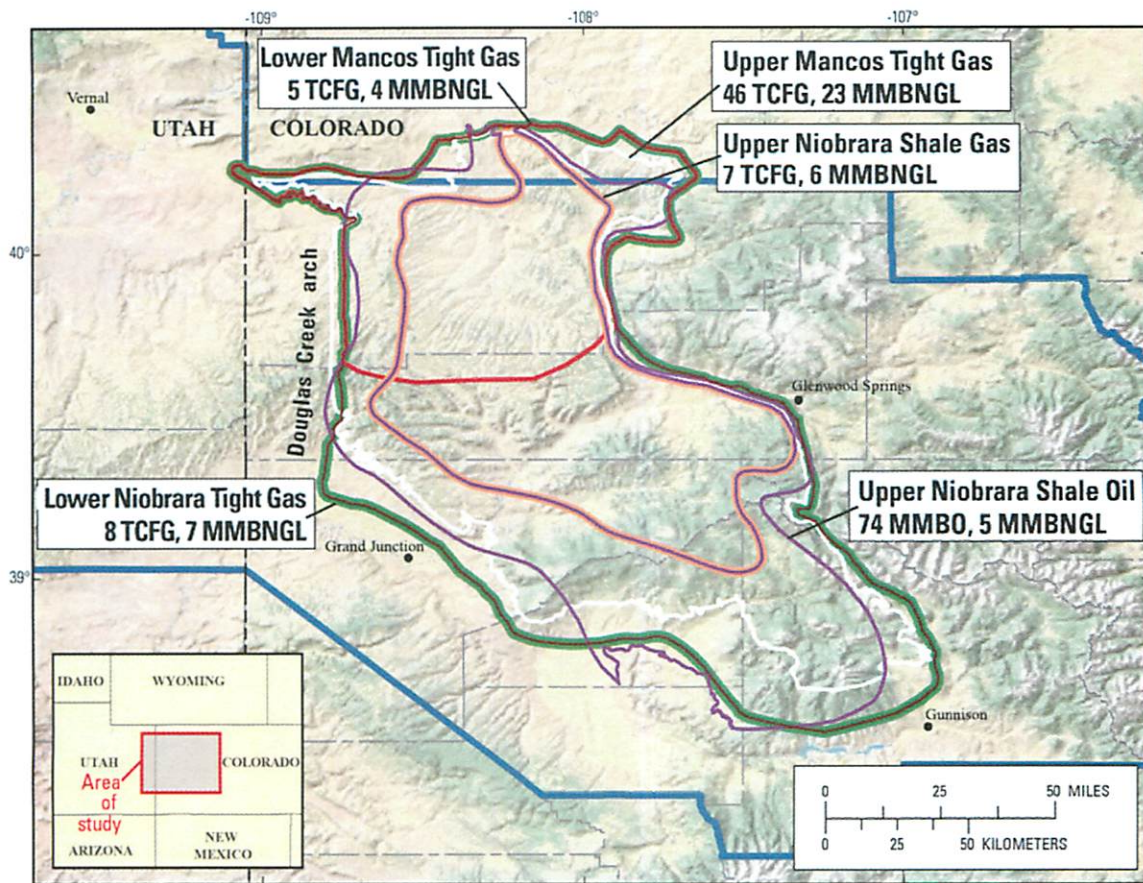 -109°
-108°
-107°
Lower Mancos Tight Gas
5 TCFG, 4 MMBNGL
Upper Mancos Tight Gas
46 TCFG, 23 MMBNGL
Vernal
UTAH
COLORADO
Upper Niobrara Shale Gas
7 TCFG, 6 MMBNGL
40°
Douglas Creek arch
Glenwood Springs
Lower Niobrara Tight Gas
8 TCFG, 7 MMBNGL
Upper Niobrara Shale Oil
74 MMBO, 5 MMBNGL
Grand Junction
39°
Gunnison
IDAHO
WYOMING
UTAH
COLORADO
Area
of
study
ARIZONA
NEW
MEXICO
0 25 50 MILES
0 25 50 KILOMETERS